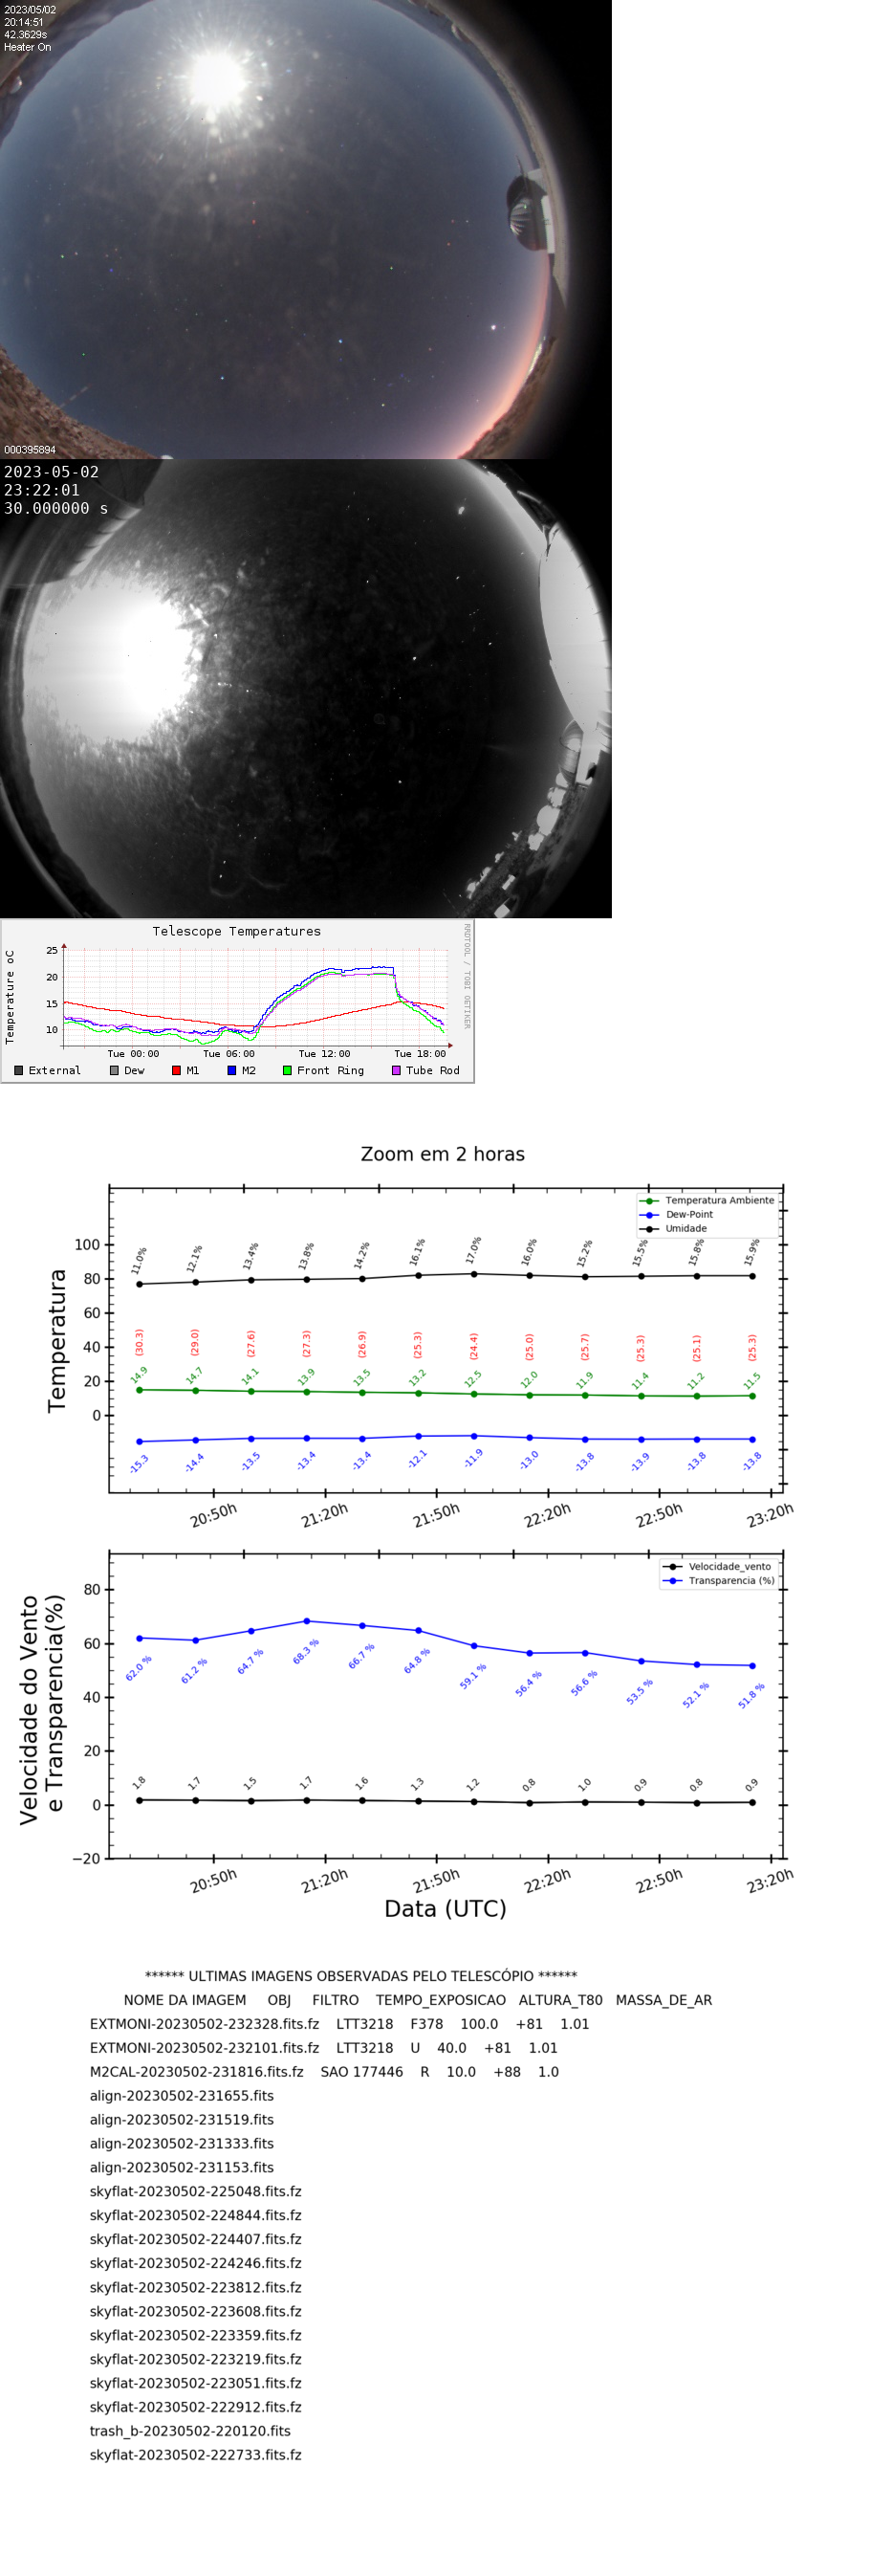 2023/05/02
20:14:51
42.3629s
Heater On
000395894
2023-05-02
23:22:01
30.000000 s
Telescope Temperatures
RRDTOOL / TOBI OETIKER
Temperature oC
25
20
15
10
Tue 00:00 Tue 06:00 Tue 12:00 Tue 18:00
External Dew M1 M2 Front Ring Tube Rod
Zoom em 2 horas
Temperatura Ambiente
Dew-Point
Umidade
Temperatura
100
80
60
40
20
0
11.0% 12.1% 13.4% 13.8% 14.2% 16.1% 17.0% 16.0% 15.2% 15.5% 15.8% 15.9%
(30.3) (29.0) (27.6) (27.3) (26.9) (25.3) (24.4) (25.0) (25.7) (25.3) (25.1) (25.3)
14.9 14.7 14.1 13.9 13.5 13.2 12.5 12.0 11.9 11.4 11.2 11.5
-15.3 -14.4 -13.5 -13.4 -13.4 -12.1 -11.9 -13.0 -13.8 -13.9 -13.8 -13.8
20:50h 21:20h 21:50h 22:20h 22:50h 23:20h
Velocidade_vento
Transparencia (%)
Velocidade do Vento
e Transparencia(%)
80
60
40
20
0
−20
62.0 % 61.2 % 64.7 % 68.3 % 66.7 % 64.8 % 59.1 % 56.4 % 56.6 % 53.5 % 52.1 % 51.8 %
1.8 1.7 1.5 1.7 1.6 1.3 1.2 0.8 1.0 0.9 0.8 0.9
20:50h 21:20h 21:50h 22:20h 22:50h 23:20h
Data (UTC)
****** ULTIMAS IMAGENS OBSERVADAS PELO TELESCÓPIO ******
NOME DA IMAGEM OBJ FILTRO TEMPO_EXPOSICAO ALTURA_T80 MASSA_DE_AR
EXTMONI-20230502-232328.fits.fz LTT3218 F378 100.0 +81 1.01
EXTMONI-20230502-232101.fits.fz LTT3218 U 40.0 +81 1.01
M2CAL-20230502-231816.fits.fz SAO 177446 R 10.0 +88 1.0
align-20230502-231655.fits
align-20230502-231519.fits
align-20230502-231333.fits
align-20230502-231153.fits
skyflat-20230502-225048.fits.fz
skyflat-20230502-224844.fits.fz
skyflat-20230502-224407.fits.fz
skyflat-20230502-224246.fits.fz
skyflat-20230502-223812.fits.fz
skyflat-20230502-223608.fits.fz
skyflat-20230502-223359.fits.fz
skyflat-20230502-223219.fits.fz
skyflat-20230502-223051.fits.fz
skyflat-20230502-222912.fits.fz
trash_b-20230502-220120.fits
skyflat-20230502-222733.fits.fz